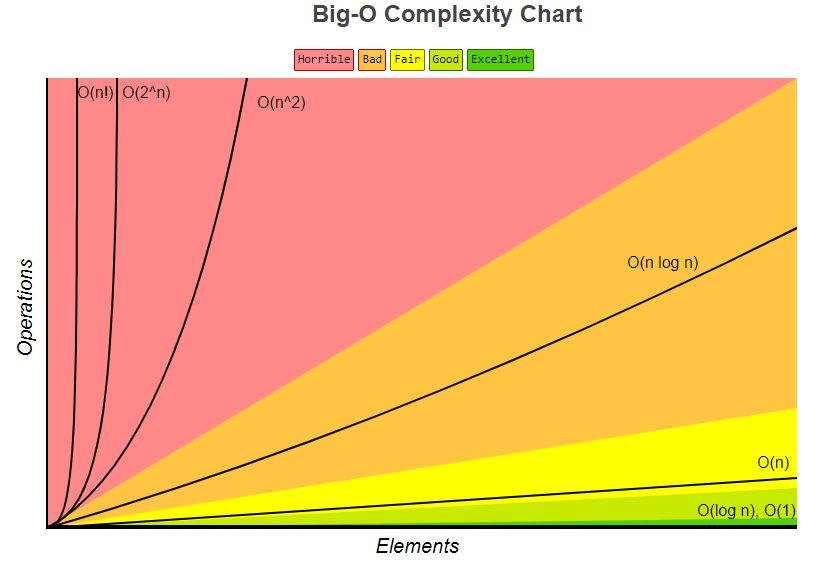 Big-O Complexity Chart
Horrible Bad Fair Good Excellent
O(n!) O(2^n)
O(n^2)
O(n log n)
Operations
O(n)
O(log n), O(1)
Elements